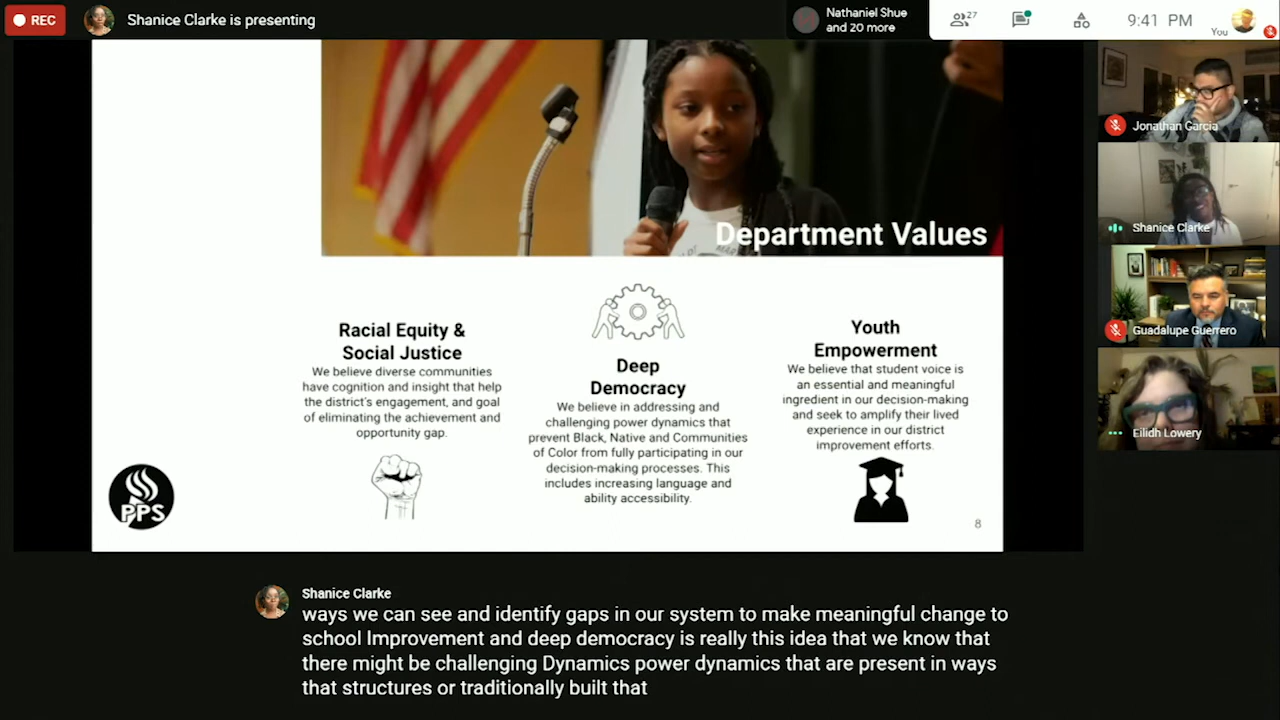 REC
Shanice Clarke is presenting
Nathaniel Shue
and 20 more
27
9:41 PM
You
Jonathan Garcia
Shanice Clarke
Guadalupe Guerrero
Eilidh Lowery
Department Values
Racial Equity &
Social Justice
We believe diverse communities
have cognition and insight that help
the district's engagement, and goal
of eliminating the achievement and
opportunity gap.
Deep
Democracy
We believe in addressing and
challenging power dynamics that
prevent Black, Native and Communities
of Color from fully participating in our
decision-making processes. This
includes increasing language and
ability accessibility.
Youth
Empowerment
We believe that student voice is
an essential and meaningful
ingredient in our decision-making
and seek to amplify their lived
experience in our district
improvement efforts.
PPS
8
Shanice Clarke
ways we can see and identify gaps in our system to make meaningful change to
school Improvement and deep democracy is really this idea that we know that
there might be challenging Dynamics power dynamics that are present in ways
that structures or traditionally built that